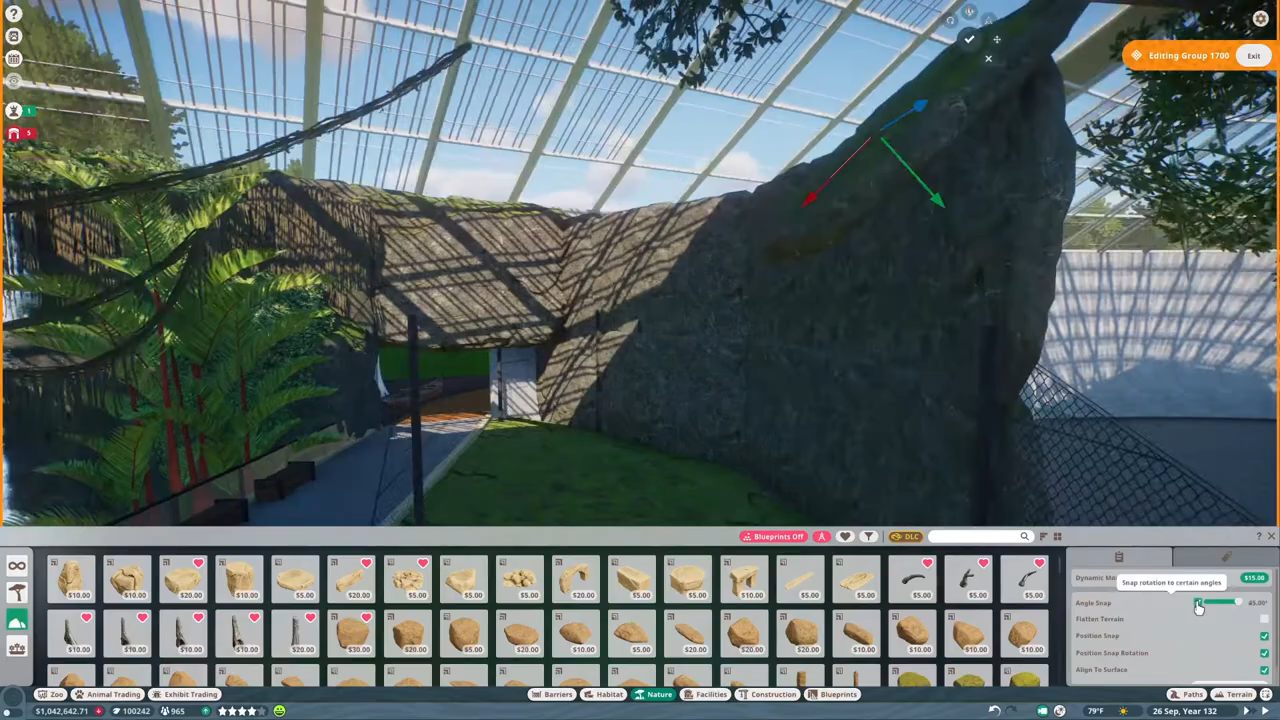 Editing Group 1700
Exit
1
5
Blueprints Off
DLC
$10.00 $10.00 $20.00 $20.00 $5.00 $5.00 $5.00 $5.00 $5.00 $20.00 $5.00 $5.00 $20.00 $5.00 $5.00 $5.00 $5.00 $5.00
$10.00 $10.00 $10.00 $10.00 $5.00 $30.00 $20.00 $5.00 $20.00 $10.00 $5.00 $5.00 $20.00 $20.00 $10.00 $20.00 $10.00 $10.00
$15.00
Snap rotation to certain angles
Angle Snap
45.00°
Flatten Terrain
Position Snap
Position Snap Rotation
Align To Surface
Zoo
Animal Trading
Exhibit Trading
Barriers
Habitat
Nature
Facilities
Construction
Blueprints
Paths
Terrain
$1,042,642.71
100242
965
79°F
26 Sep, Year 132